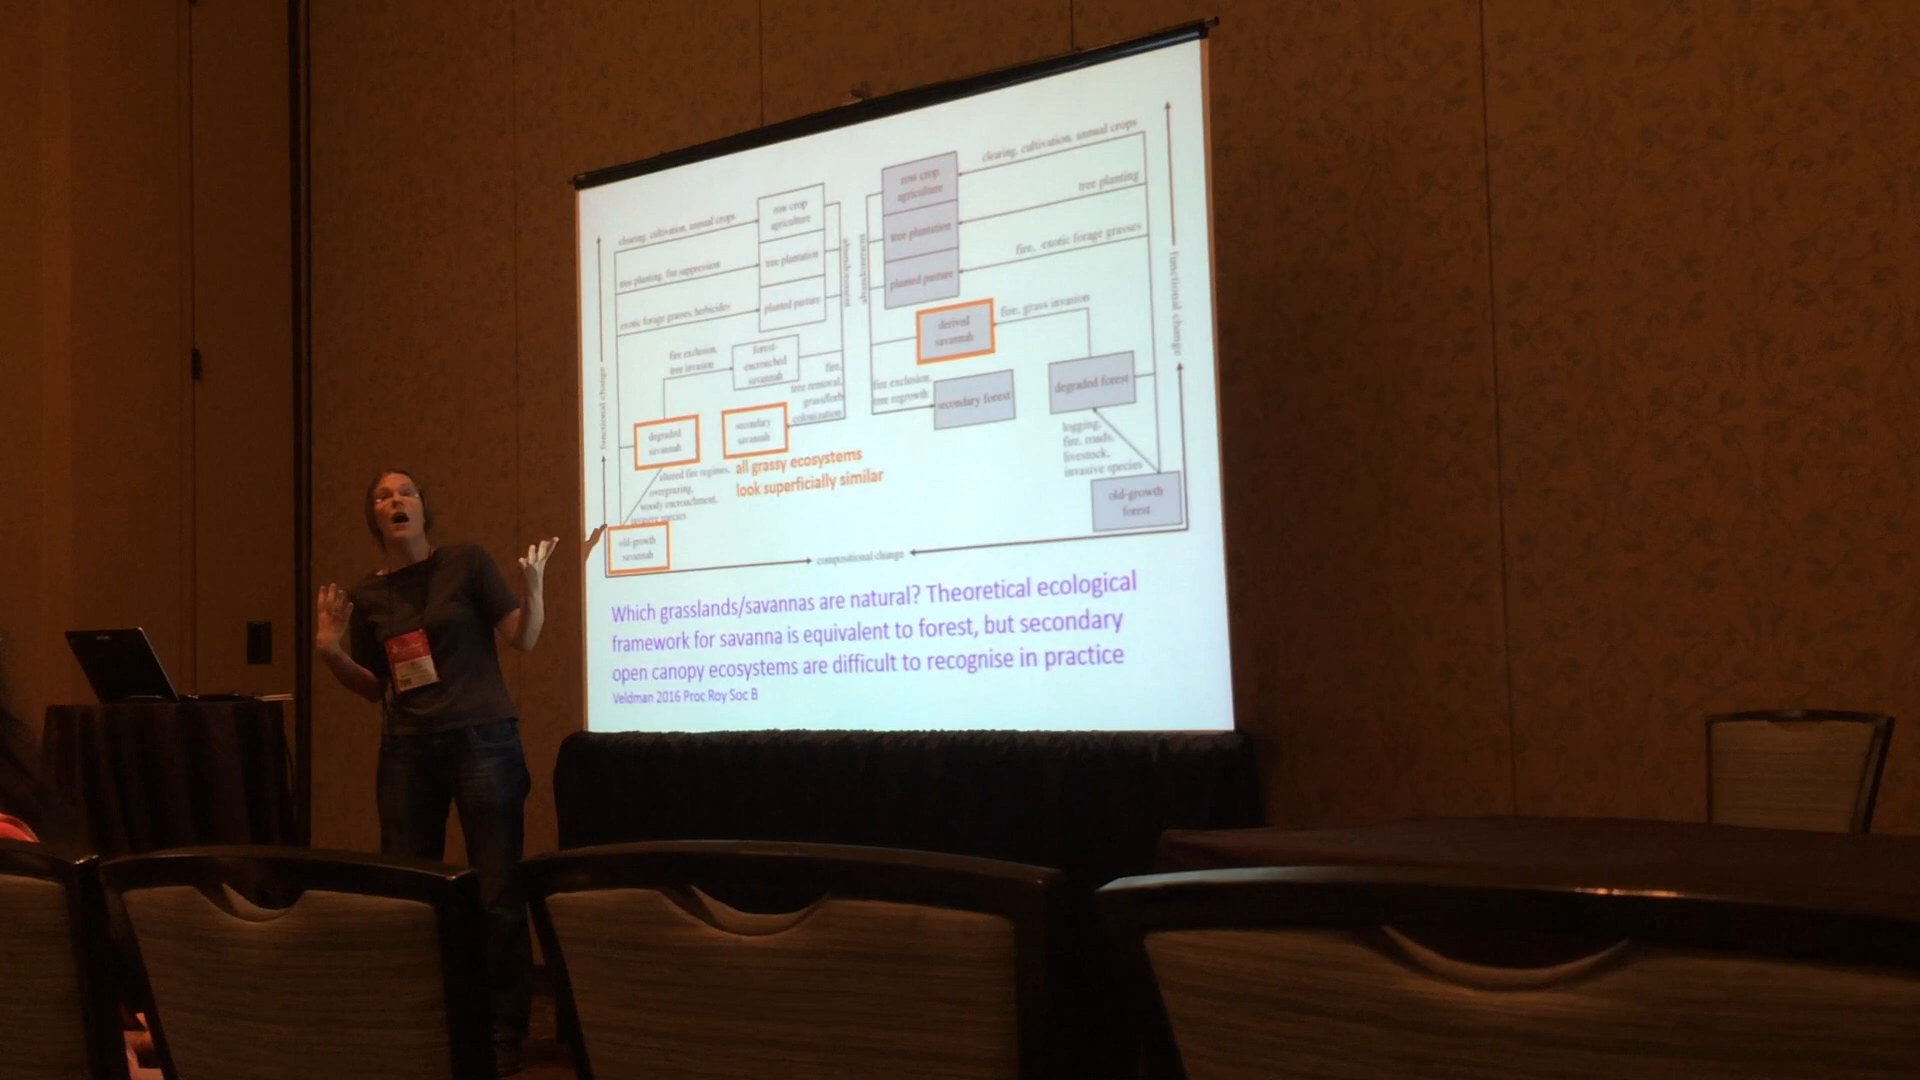 clearing, cultivation, annual crops
row crop
agriculture
tree planting, fire suppression
tree plantation
exotic forage grasses, herbicides
planted pasture
abandonment
fire exclusion,
tree invasion
forest-
encroached
savannah
fire,
tree removal,
grass/forb
colonization
degraded
savannah
secondary
savannah
altered fire regimes,
overgrazing,
woody encroachment,
invasive species
all grassy ecosystems
look superficially similar
old-growth
savannah
functional change
compositional change
clearing, cultivation, annual crops
row crop
agriculture
tree planting
tree plantation
fire, exotic forage grasses
planted pasture
abandonment
derived
savannah
fire, grass invasion
fire exclusion,
tree regrowth
secondary forest
degraded forest
logging,
fire, roads,
livestock,
invasive species
old-growth
forest
functional change
Which grasslands/savannas are natural? Theoretical ecological
framework for savanna is equivalent to forest, but secondary
open canopy ecosystems are difficult to recognise in practice
Veldman 2016 Proc Roy Soc B